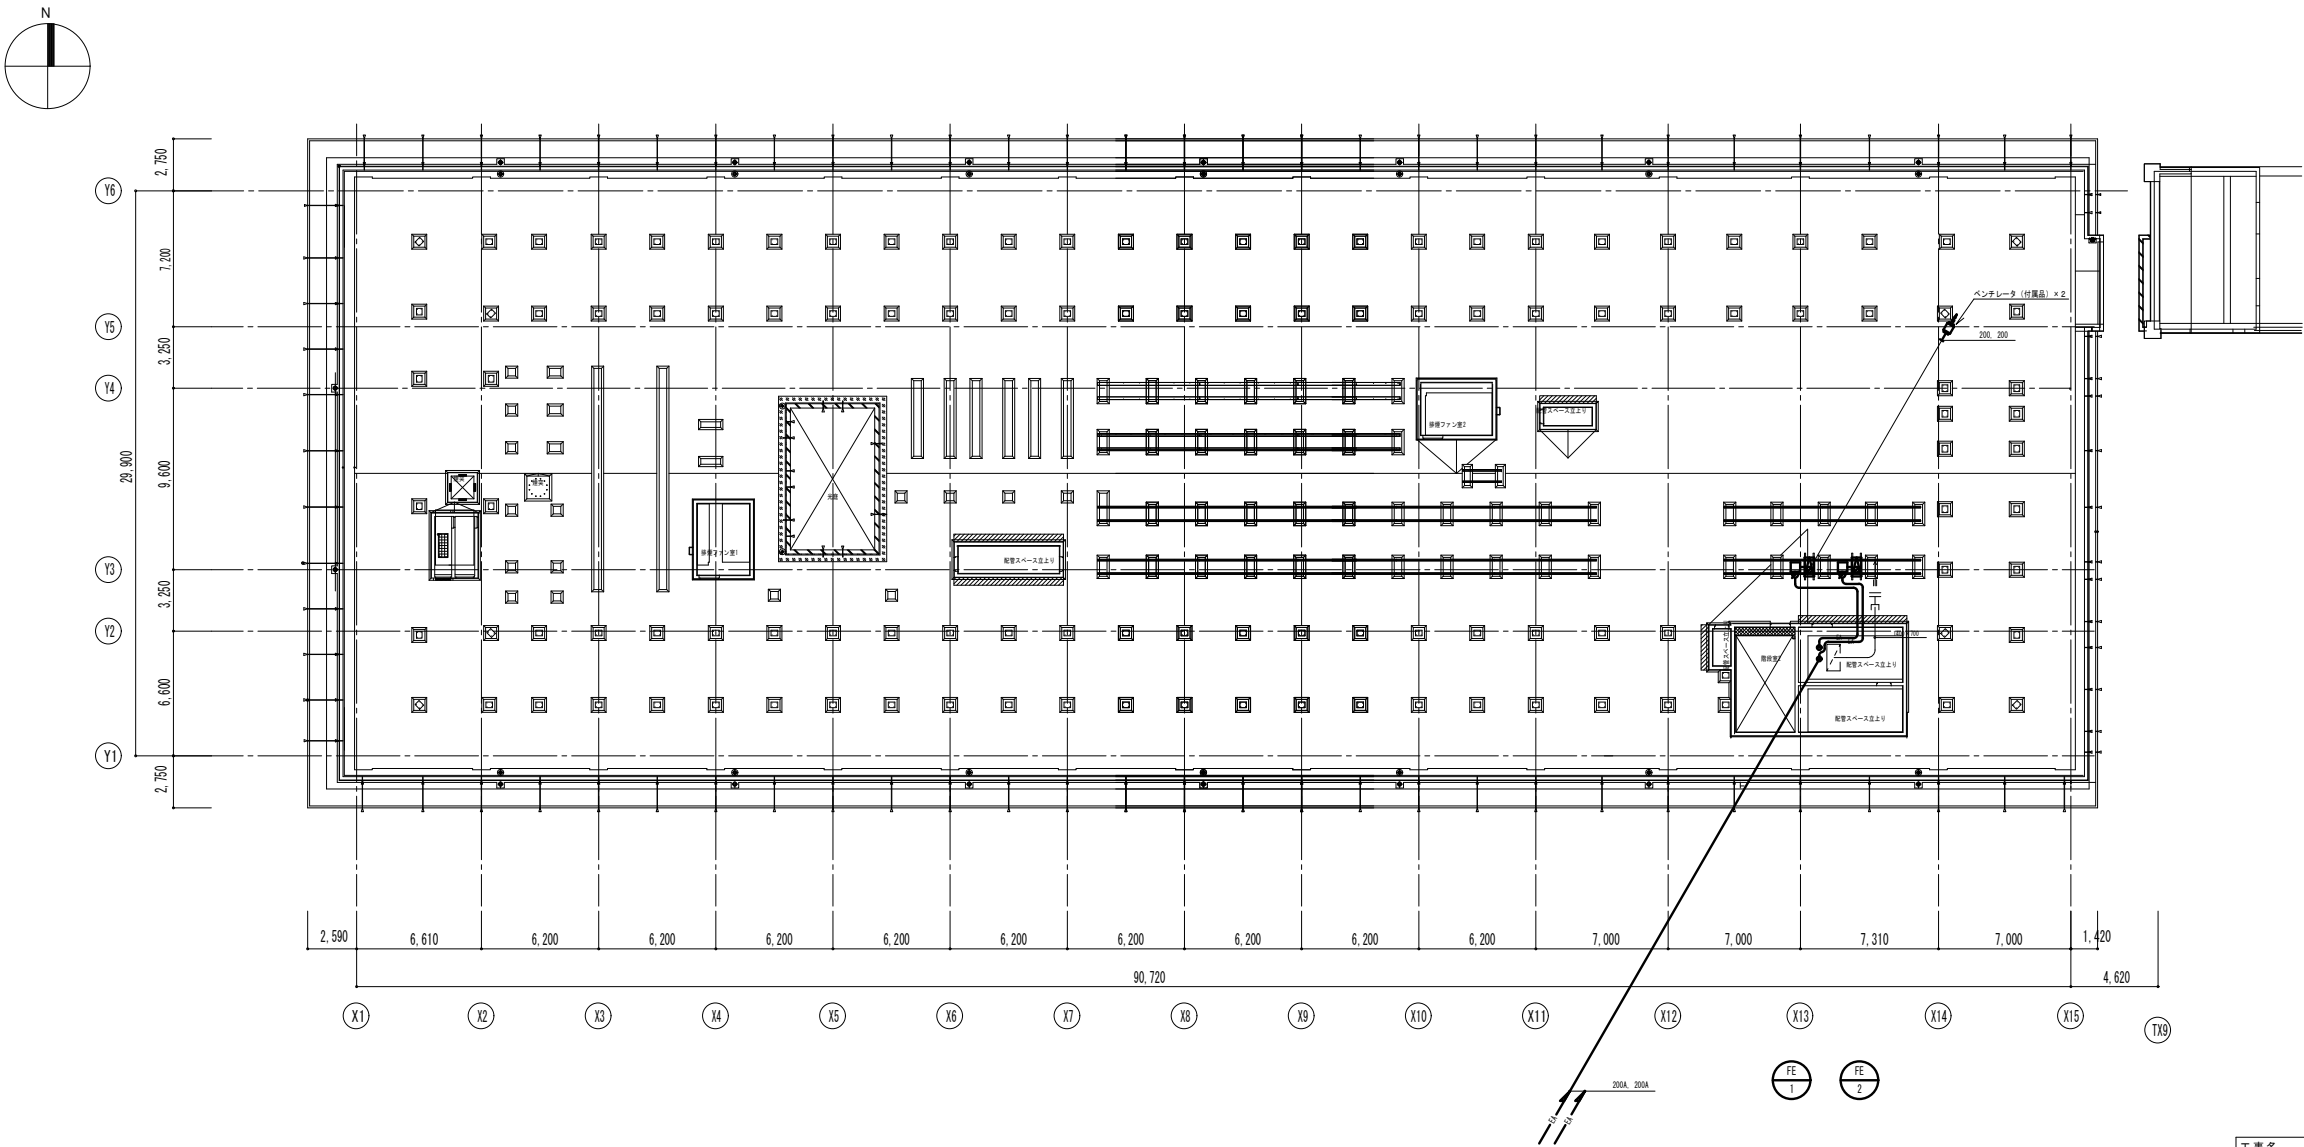 N
2,750
Y6
7,200
Y5
ベンチレータ（付属品）×２
200, 200
3,250
Y4
排煙ファン室2
配管スペース立上り
29,900
9,600
光庭
排煙ファン室1
配管スペース立上り
Y3
3,250
Y2
階段室2
配管スペース立上り
配管スペース立上り
6,600
Y1
2,750
2,590
6,610
6,200
6,200
6,200
6,200
6,200
6,200
6,200
6,200
6,200
7,000
7,000
7,310
7,000
1,420
90,720
4,620
X1
X2
X3
X4
X5
X6
X7
X8
X9
X10
X11
X12
X13
X14
X15
TX9
FE
1
FE
2
200A, 200A
EA
EA
工事名